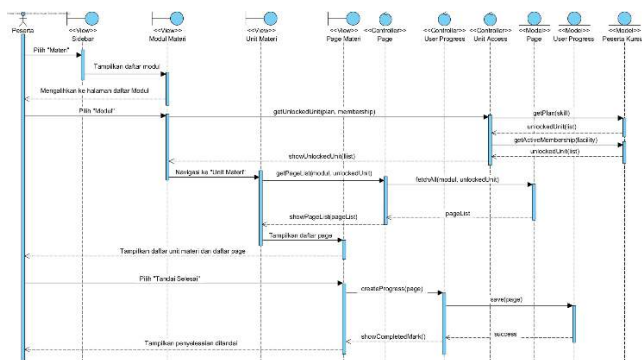 Peserta
<<View>>
Sidebar
<<View>>
Modul Materi
<<View>>
Unit Materi
<<View>>
Page Materi
<<Controller>>
Page
<<Controller>>
User Progress
<<Controller>>
Unit Access
<<Model>>
Page
<<Model>>
User Progress
<<Model>>
Peserta
Pilih "Materi"
Tampilkan daftar modul
Mengalihkan ke halaman daftar Modul
Pilih "Modul"
getUnlockedUnit(plan, membership)
getPlan(skill)
unlockedUnit(list)
getActiveMembership(facility)
unlockedUnit(list)
showUnlockedUnit(list)
Navigasi ke "Unit Materi"
getPageList(modul, unlockedUnit)
fetchAll(modul, unlockedUnit)
pageList
showPageList(pageList)
Tampilkan daftar page
Tampilkan daftar unit materi dan daftar page
Pilih "Tandai Selesai"
createProgress(page)
save(page)
success
showCompletedMark()
Tampilkan penyelesaian ditandai